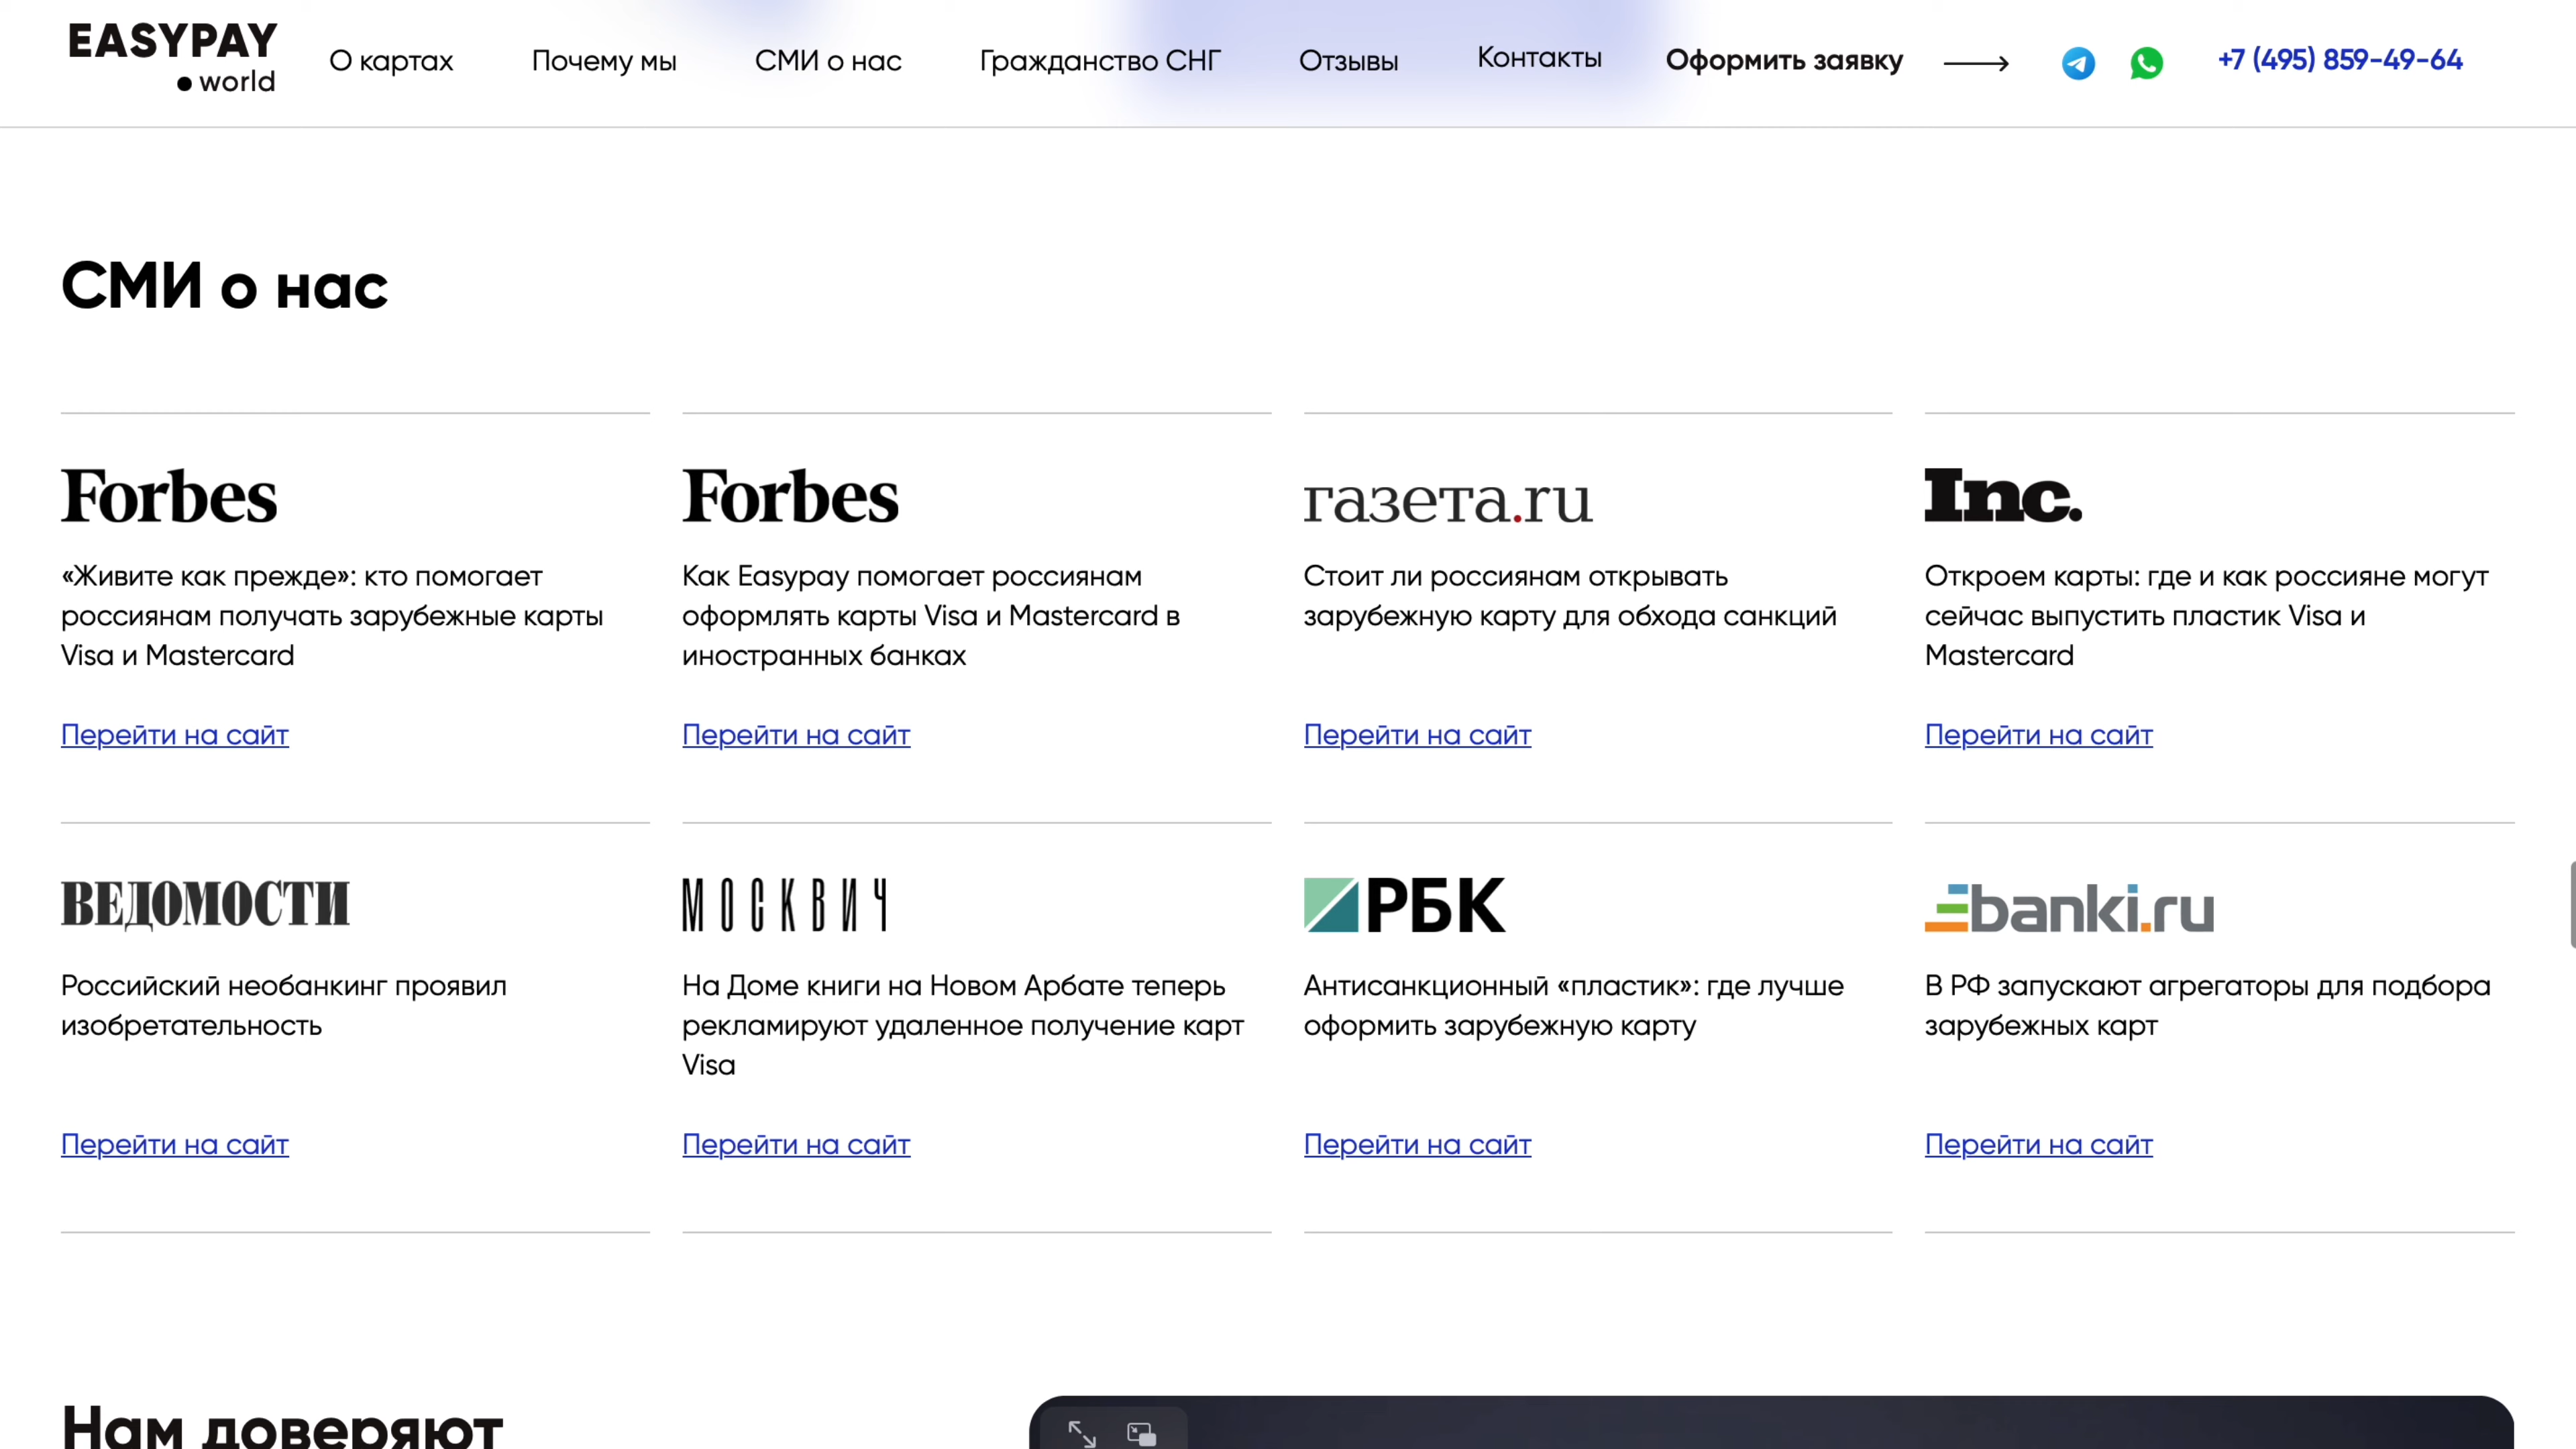 EASYPAY
world
О картах
Почему мы
СМИ о нас
Гражданство СНГ
Отзывы
Контакты
Оформить заявку
+7 (495) 859-49-64
СМИ о нас
Forbes
«Живите как прежде»: кто помогает
россиянам получать зарубежные карты
Visa и Mastercard
Перейти на сайт
Forbes
Как Easypay помогает россиянам
оформлять карты Visa и Mastercard в
иностранных банках
Перейти на сайт
газета.ru
Стоит ли россиянам открывать
зарубежную карту для обхода санкций
Перейти на сайт
Inc.
Откроем карты: где и как россияне могут
сейчас выпустить пластик Visa и
Mastercard
Перейти на сайт
ВЕДОМОСТИ
Российский необанкинг проявил
изобретательность
Перейти на сайт
МОСКВИЧ
На Доме книги на Новом Арбате теперь
рекламируют удаленное получение карт
Visa
Перейти на сайт
РБК
Антисанкционный «пластик»: где лучше
оформить зарубежную карту
Перейти на сайт
banki.ru
В РФ запускают агрегаторы для подбора
зарубежных карт
Перейти на сайт
Нам доверяют